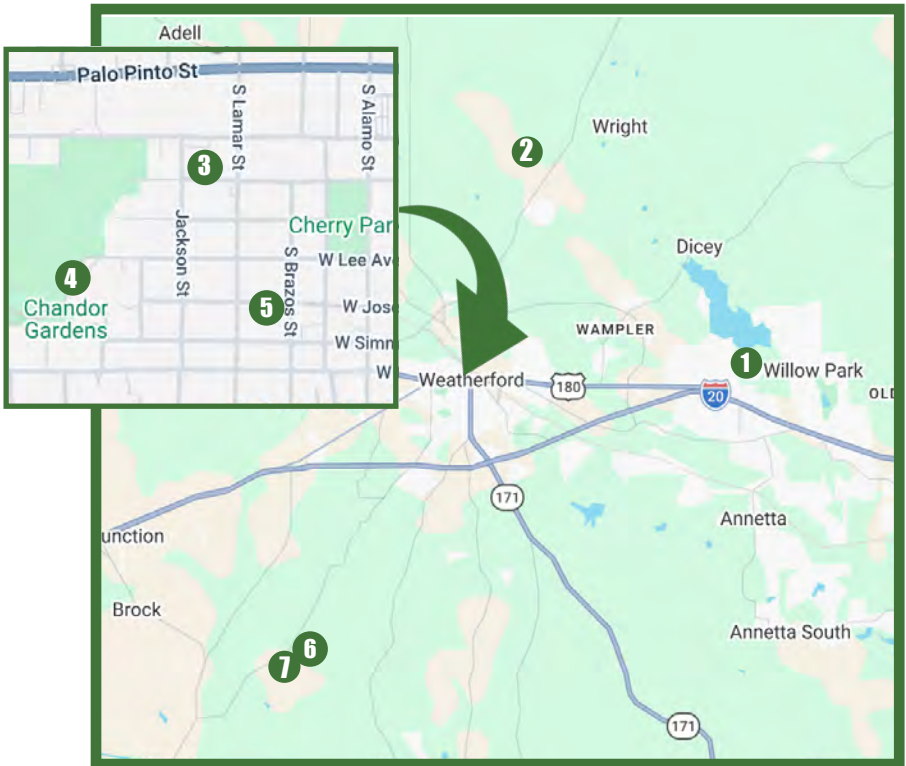 Adell
Palo Pinto St
S Lamar St
S Alamo St
3
Jackson St
Cherry Par
S Brazos St
W Lee Ave
4
Chandor
Gardens
5
W Jos
W Simm
W
2
Wright
Dicey
WAMPLER
1
Willow Park
Weatherford
180
20
OLD
171
unction
Annetta
Brock
Annetta South
6
7
171